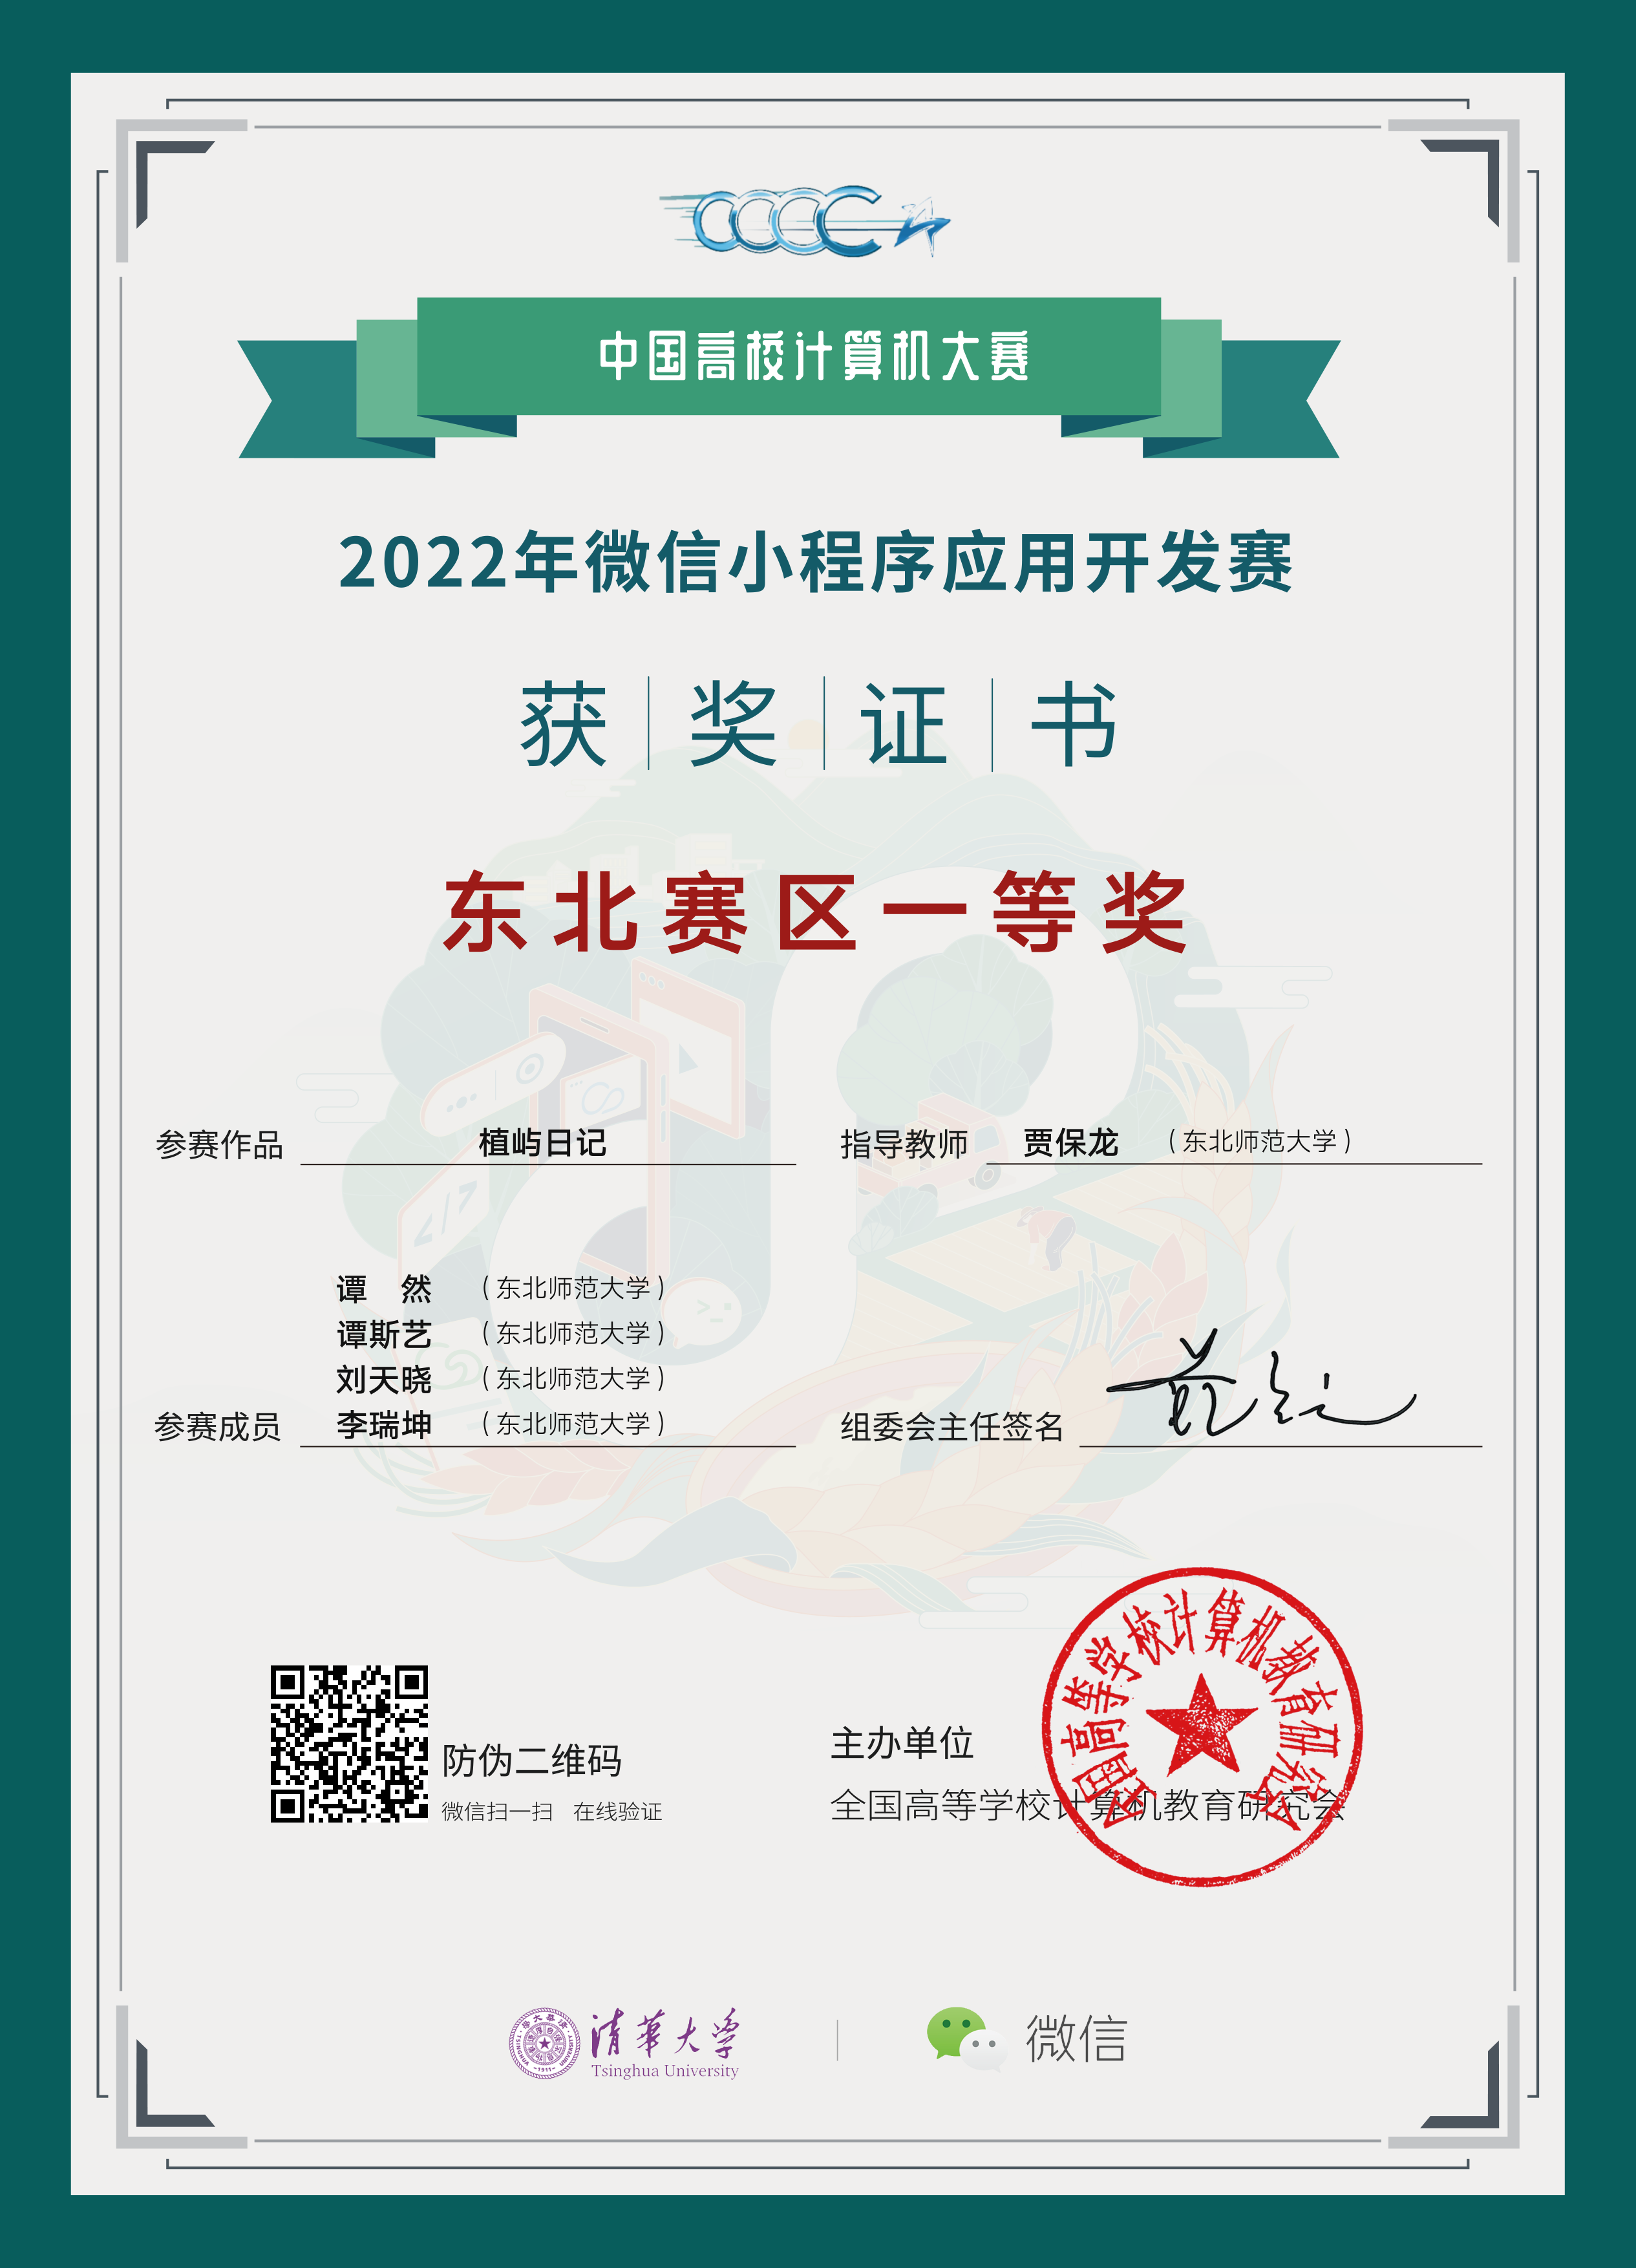 CCCC
中国高校计算机大赛
2022年微信小程序应用开发赛
获奖证书
东北赛区一等奖
参赛作品 植屿日记
指导教师 贾保龙 (东北师范大学)
谭 然 (东北师范大学)
谭斯艺 (东北师范大学)
刘天晓 (东北师范大学)
参赛成员 李瑞坤 (东北师范大学)
组委会主任签名
防伪二维码
微信扫一扫 在线验证
主办单位
全国高等学校计算机教育研究会
全国高等学校计算机教育研究会
清華大学
Tsinghua University
微信